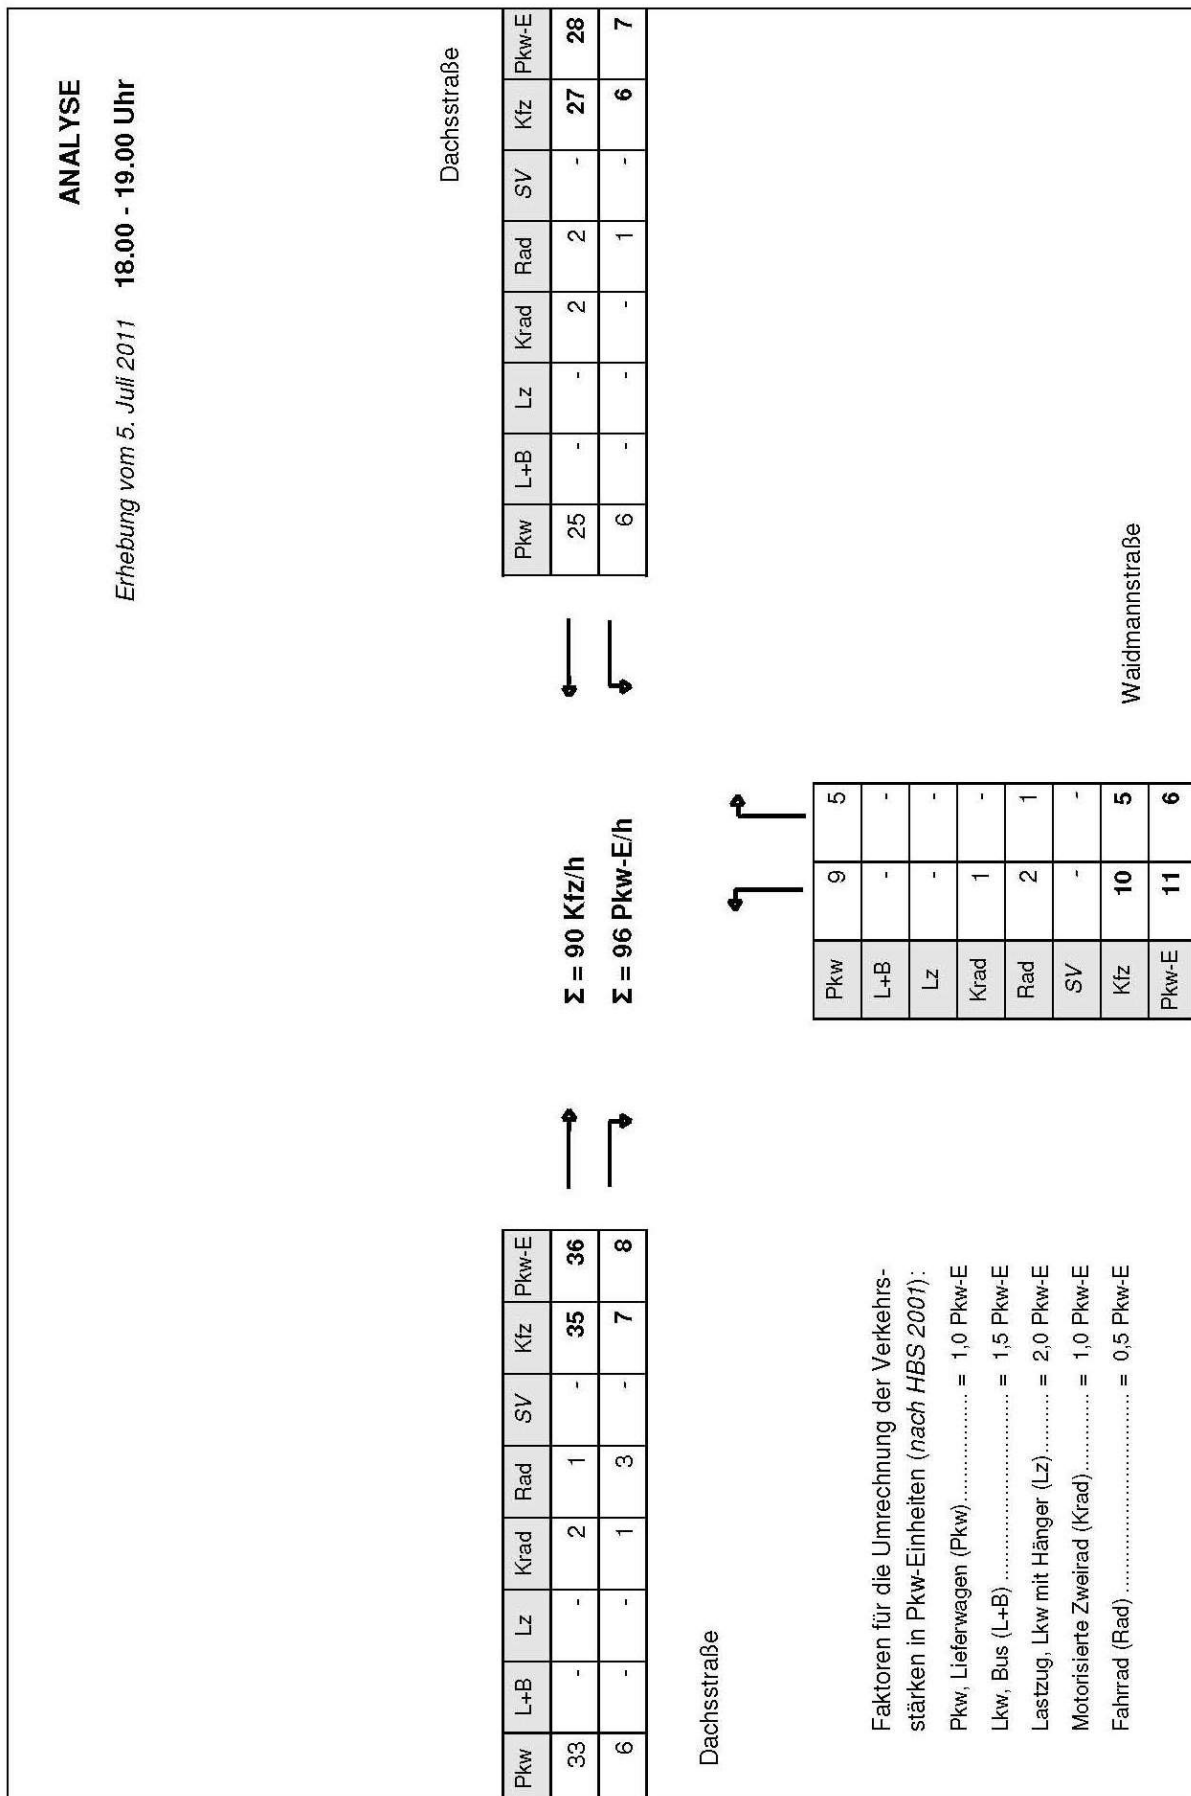 ANALYSE
Erhebung vom 5. Juli 2011 18.00 - 19.00 Uhr
Dachsstraße
Pkw L+B Lz Krad Rad SV Kfz Pkw-E
25 - - 2 2 - 27 28
6 - - - 1 - 6 7
Σ = 90 Kfz/h
Σ = 96 Pkw-E/h
Pkw L+B Lz Krad Rad SV Kfz Pkw-E
33 - - 2 1 - 35 36
6 - - 1 3 - 7 8
Dachsstraße
Pkw 9 5
L+B - -
Lz - -
Krad 1 -
Rad 2 1
SV - -
Kfz 10 5
Pkw-E 11 6
Waidmannstraße
Faktoren für die Umrechnung der Verkehrs-
stärken in Pkw-Einheiten (nach HBS 2001):
Pkw, Lieferwagen (Pkw)..................... = 1,0 Pkw-E
Lkw, Bus (L+B) ................................ = 1,5 Pkw-E
Lastzug, Lkw mit Hänger (Lz).......... = 2,0 Pkw-E
Motorisierte Zweirad (Krad)............. = 1,0 Pkw-E
Fahrrad (Rad) ................................... = 0,5 Pkw-E